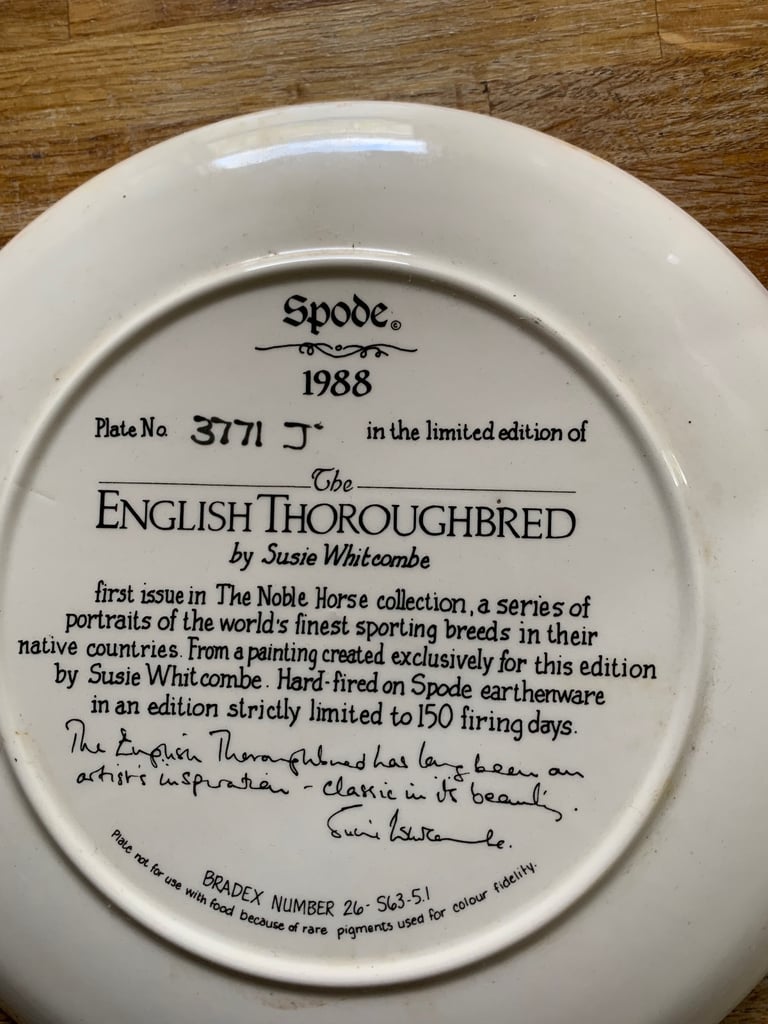 Spode ©
1988
Plate No. 3771 J in the limited edition of
The
ENGLISH THOROUGHBRED
by Susie Whitcombe
first issue in The Noble Horse collection, a series of
portraits of the world's finest sporting breeds in their
native countries. From a painting created exclusively for this edition
by Susie Whitcombe. Hard-fired on Spode earthenware
in an edition strictly limited to 150 firing days.
The English Thoroughbred has long been an
artist's inspiration - classic in its beauty.
Susie Whitcombe.
BRADEX NUMBER 26-S63-5.1
Plate not for use with food because of rare pigments used for colour fidelity.